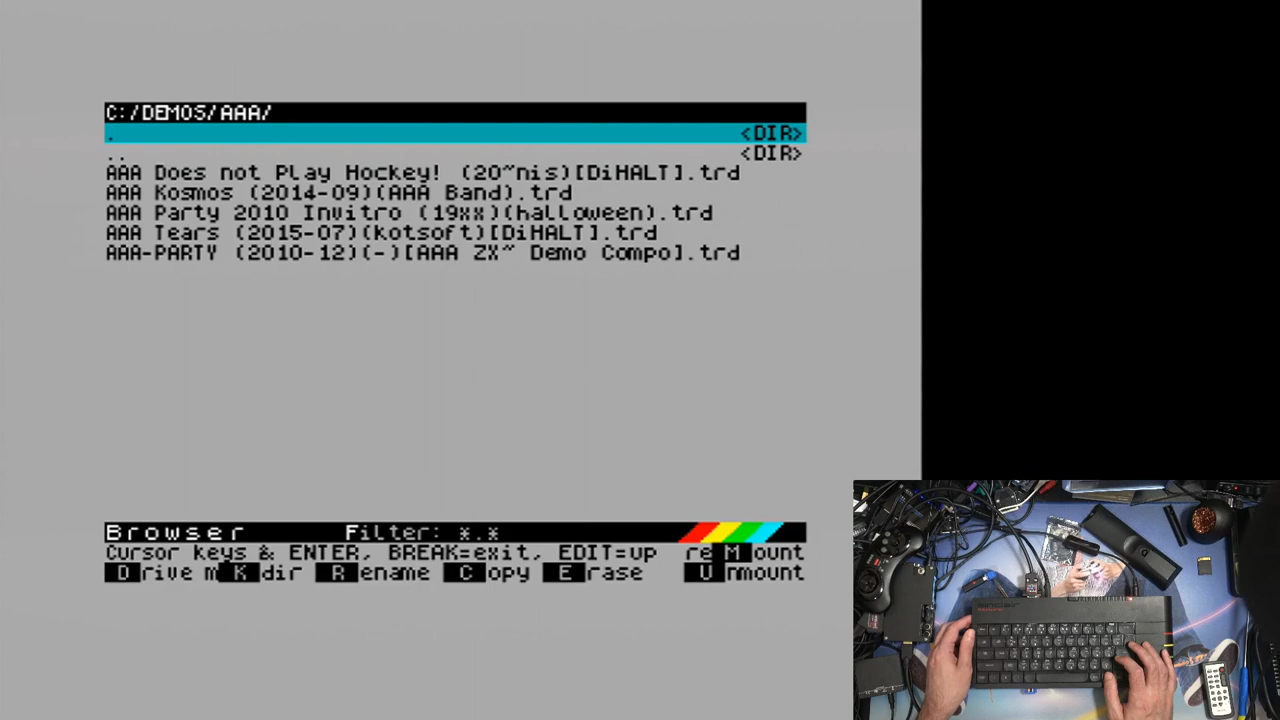 C:/DEMOS/AAA/
. <DIR>
.. <DIR>
AAA Does not Play Hockey! (20~nis)[DiHALT].trd
AAA Kosmos (2014-09)(AAA Band).trd
AAA Party 2010 Invitro (19xx)(halloween).trd
AAA Tears (2015-07)(kotsoft)[DiHALT].trd
AAA-PARTY (2010-12)(-)[AAA ZX~ Demo Compo].trd
Browser Filter: *.*
Cursor keys & ENTER, BREAK=exit, EDIT=up reMount
Drive mKdir Rename Copy Erase Unmount
sinclair